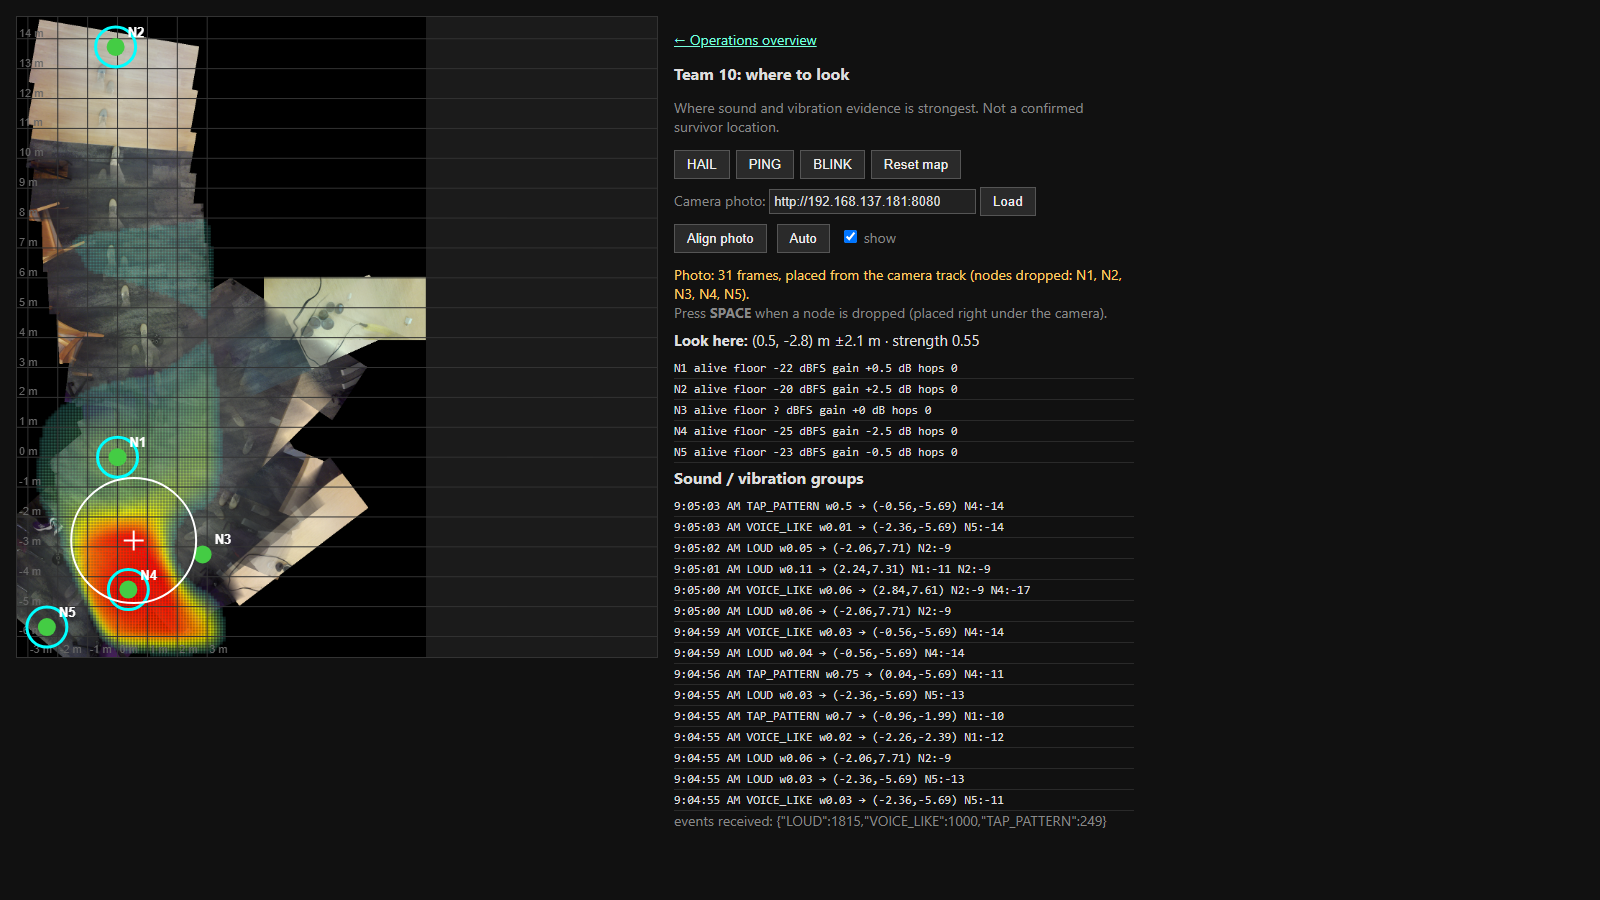 14 m
N2
13 m
12 m
11 m
10 m
9 m
8 m
7 m
6 m
5 m
4 m
3 m
2 m
1 m
N1
0 m
-1 m
-2 m
-3 m
N3
-4 m
N4
-5 m
N5
-3 m -2 m -1 m 0 m 2 m 3 m
← Operations overview
Team 10: where to look
Where sound and vibration evidence is strongest. Not a confirmed
survivor location.
HAIL PING BLINK Reset map
Camera photo: http://192.168.137.181:8080 Load
Align photo Auto show
Photo: 31 frames, placed from the camera track (nodes dropped: N1, N2,
N3, N4, N5).
Press SPACE when a node is dropped (placed right under the camera).
Look here: (0.5, -2.8) m ±2.1 m · strength 0.55
N1 alive floor -22 dBFS gain +0.5 dB hops 0
N2 alive floor -20 dBFS gain +2.5 dB hops 0
N3 alive floor ? dBFS gain +0 dB hops 0
N4 alive floor -25 dBFS gain -2.5 dB hops 0
N5 alive floor -23 dBFS gain -0.5 dB hops 0
Sound / vibration groups
9:05:03 AM TAP_PATTERN w0.5 → (-0.56,-5.69) N4:-14
9:05:03 AM VOICE_LIKE w0.01 → (-2.36,-5.69) N5:-14
9:05:02 AM LOUD w0.05 → (-2.06,7.71) N2:-9
9:05:01 AM LOUD w0.11 → (2.24,7.31) N1:-11 N2:-9
9:05:00 AM VOICE_LIKE w0.06 → (2.84,7.61) N2:-9 N4:-17
9:05:00 AM LOUD w0.06 → (-2.06,7.71) N2:-9
9:04:59 AM VOICE_LIKE w0.03 → (-0.56,-5.69) N4:-14
9:04:59 AM LOUD w0.04 → (-0.56,-5.69) N4:-14
9:04:56 AM TAP_PATTERN w0.75 → (0.04,-5.69) N4:-11
9:04:55 AM LOUD w0.03 → (-2.36,-5.69) N5:-13
9:04:55 AM TAP_PATTERN w0.7 → (-0.96,-1.99) N1:-10
9:04:55 AM VOICE_LIKE w0.02 → (-2.26,-2.39) N1:-12
9:04:55 AM LOUD w0.06 → (-2.06,7.71) N2:-9
9:04:55 AM LOUD w0.03 → (-2.36,-5.69) N5:-13
9:04:55 AM VOICE_LIKE w0.03 → (-2.36,-5.69) N5:-11
events received: {"LOUD":1815,"VOICE_LIKE":1000,"TAP_PATTERN":249}